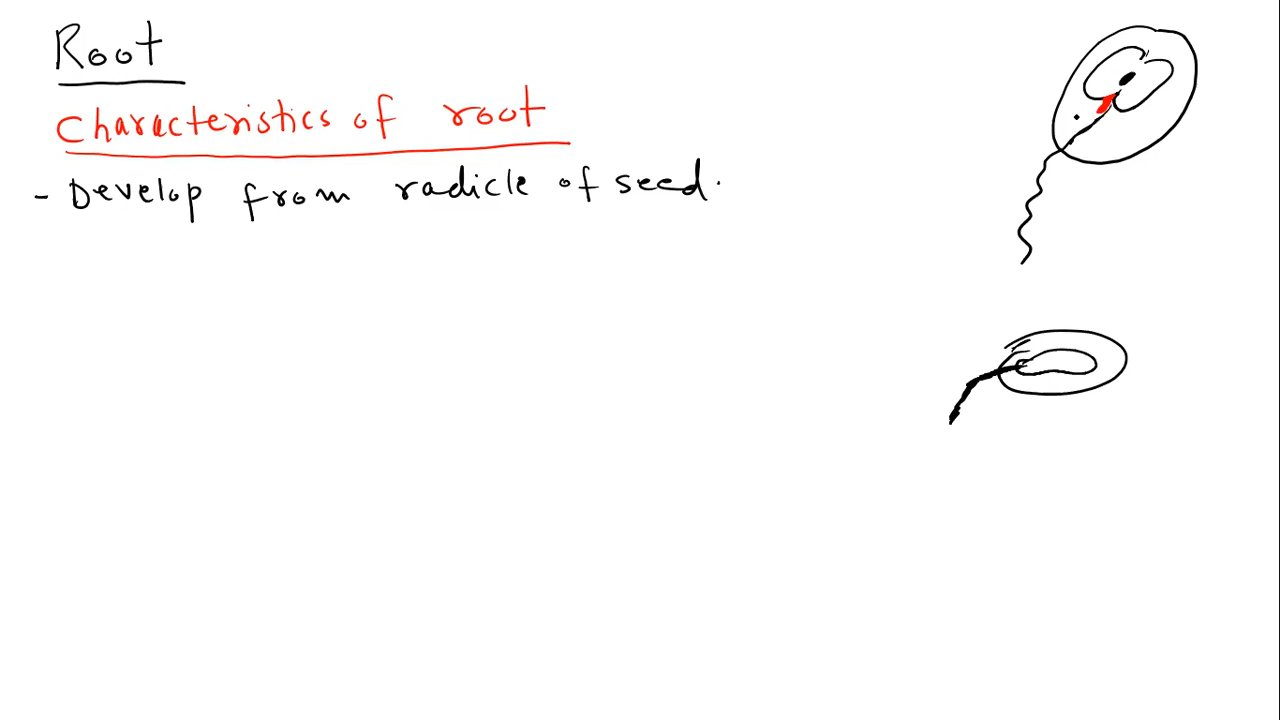 Root
Characteristics of root
- Develop from radicle of seed.